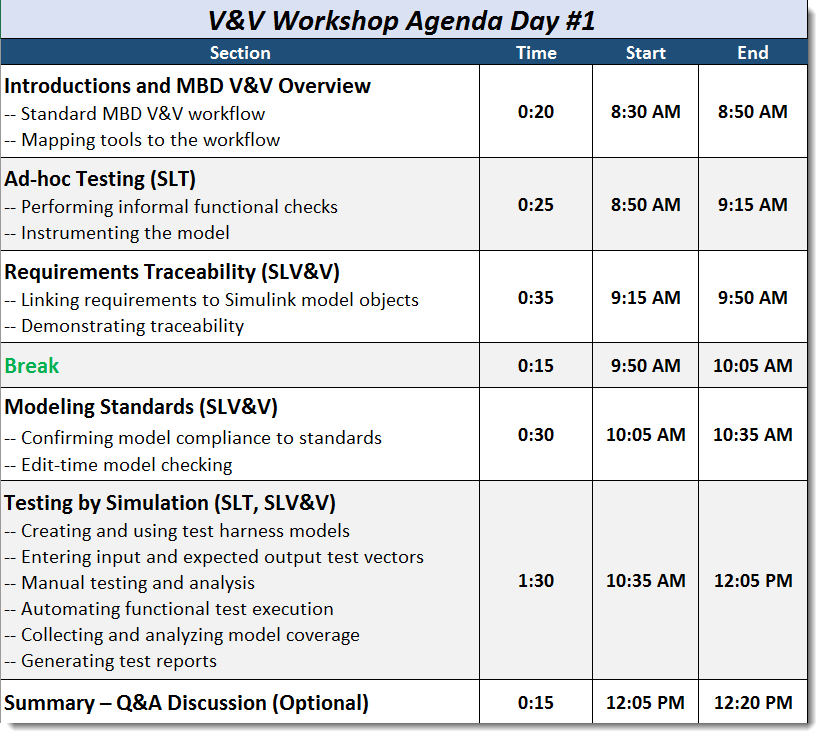 V&V Workshop Agenda Day #1
Section Time Start End
Introductions and MBD V&V Overview
-- Standard MBD V&V workflow
-- Mapping tools to the workflow
0:20 8:30 AM 8:50 AM
Ad-hoc Testing (SLT)
-- Performing informal functional checks
-- Instrumenting the model
0:25 8:50 AM 9:15 AM
Requirements Traceability (SLV&V)
-- Linking requirements to Simulink model objects
-- Demonstrating traceability
0:35 9:15 AM 9:50 AM
Break 0:15 9:50 AM 10:05 AM
Modeling Standards (SLV&V)
-- Confirming model compliance to standards
-- Edit-time model checking
0:30 10:05 AM 10:35 AM
Testing by Simulation (SLT, SLV&V)
-- Creating and using test harness models
-- Entering input and expected output test vectors
-- Manual testing and analysis
-- Automating functional test execution
-- Collecting and analyzing model coverage
-- Generating test reports
1:30 10:35 AM 12:05 PM
Summary – Q&A Discussion (Optional) 0:15 12:05 PM 12:20 PM